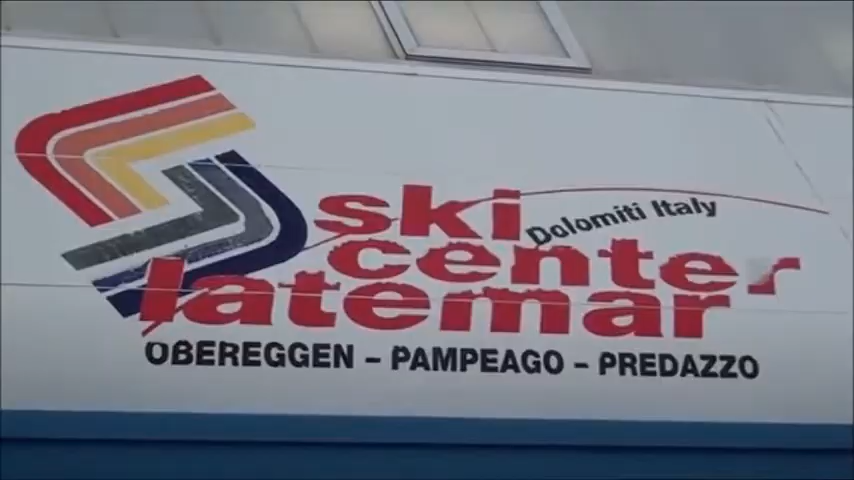 ski
Dolomiti Italy
center
latemar
OBEREGGEN - PAMPEAGO - PREDAZZO